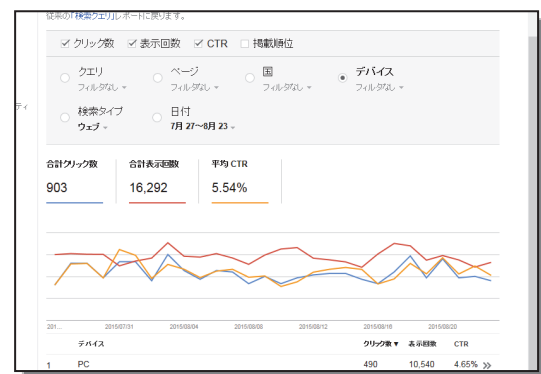 従来の「検索クエリ」レポートに戻ります。
クリック数 表示回数 CTR 掲載順位
クエリ ページ 国 デバイス
フィルタなし フィルタなし フィルタなし フィルタなし
検索タイプ 日付
ウェブ 7月 27～8月 23
ティ
合計クリック数 合計表示回数 平均 CTR
903 16,292 5.54%
201... 2015/07/31 2015/08/04 2015/08/08 2015/08/12 2015/08/16 2015/08/20
デバイス クリック数▼ 表示回数 CTR
1 PC 490 10,540 4.65% »